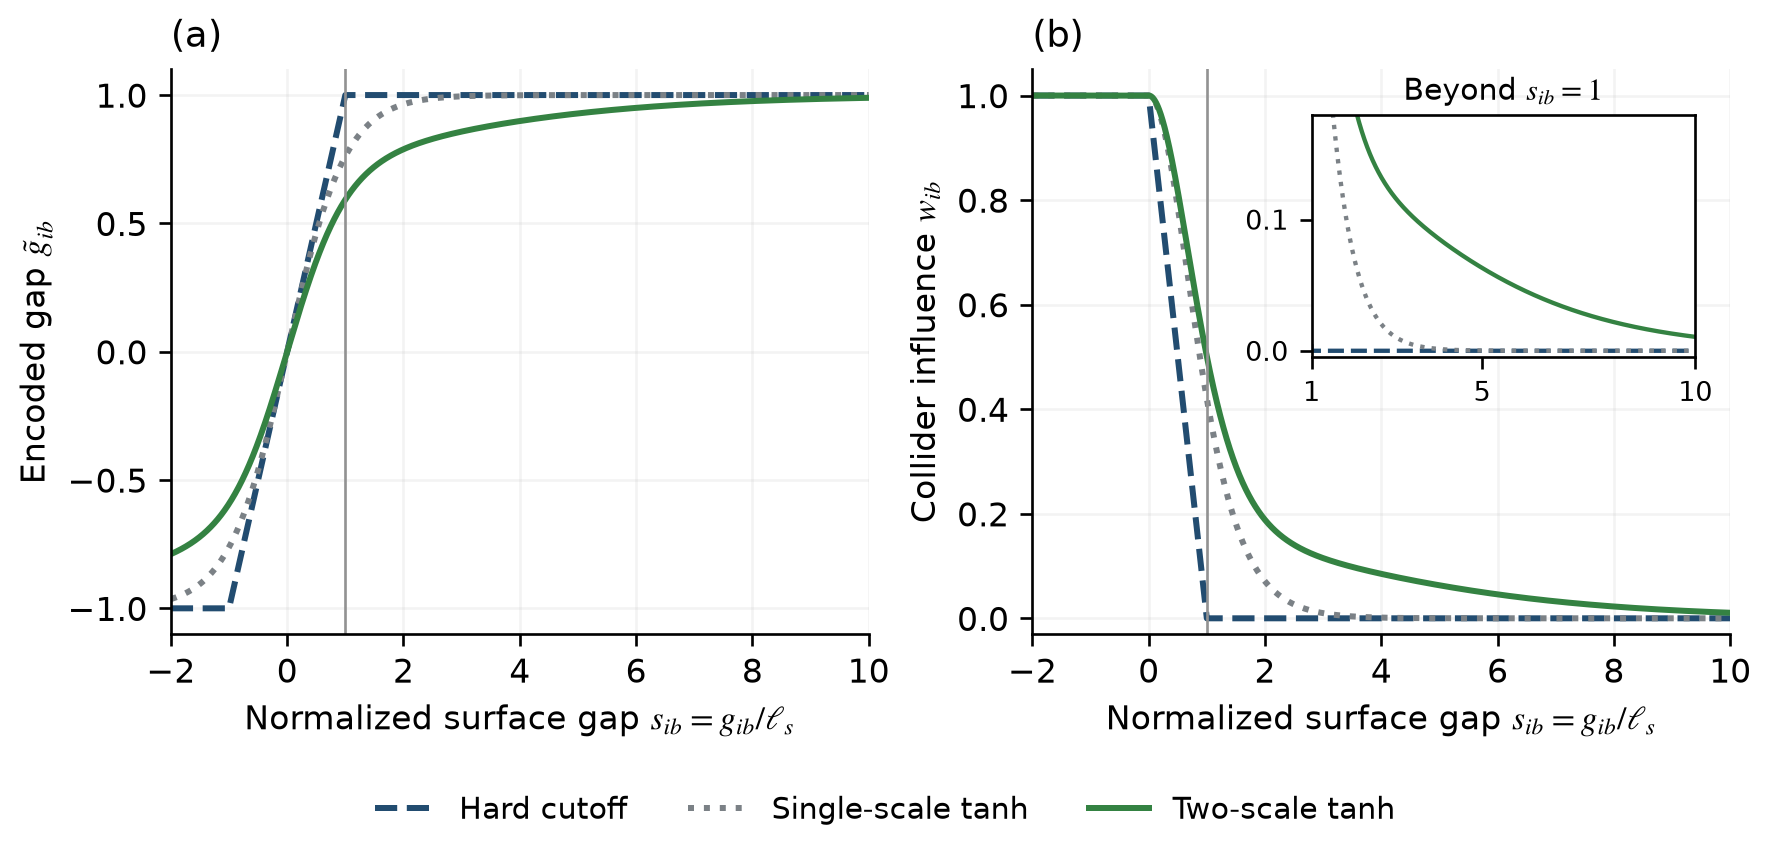 (a)
1.0
0.5
0.0
−0.5
−1.0
Encoded gap g̃ᵢb
−2 0 2 4 6 8 10
Normalized surface gap sᵢb = gᵢb/ℓₛ
(b)
1.0
0.8
0.6
0.4
0.2
0.0
Collider influence wᵢb
−2 0 2 4 6 8 10
Normalized surface gap sᵢb = gᵢb/ℓₛ
Beyond sᵢb = 1
0.1
0.0
1 5 10
Hard cutoff Single-scale tanh Two-scale tanh